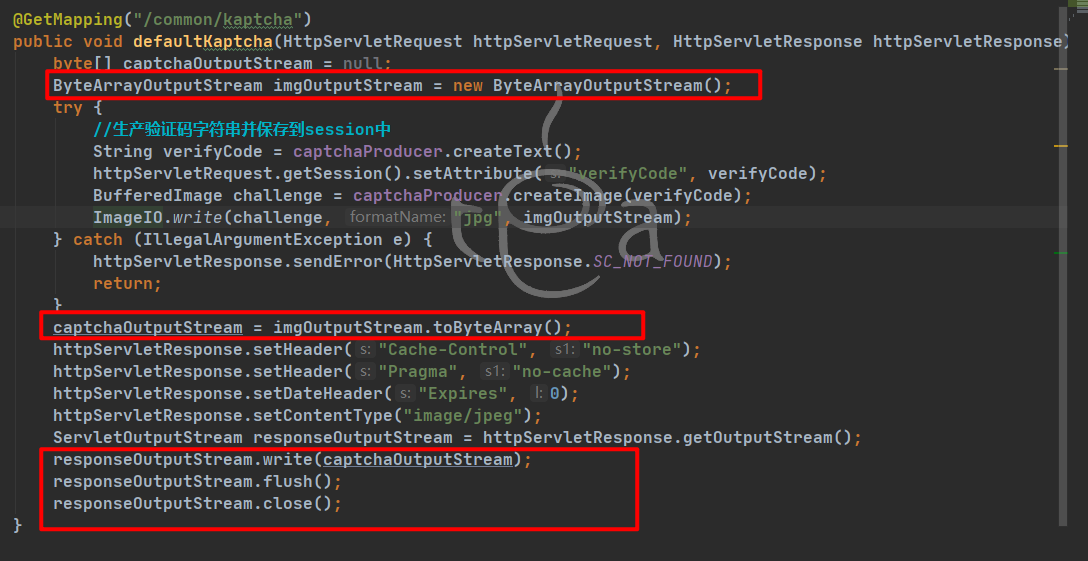 @GetMapping("/common/kaptcha")
public void defaultKaptcha(HttpServletRequest httpServletRequest, HttpServletResponse httpServletResponse)
byte[] captchaOutputStream = null;
ByteArrayOutputStream imgOutputStream = new ByteArrayOutputStream();
try {
//生产验证码字符串并保存到session中
String verifyCode = captchaProducer.createText();
httpServletRequest.getSession().setAttribute( s: "verifyCode", verifyCode);
BufferedImage challenge = captchaProducer.createImage(verifyCode);
ImageIO.write(challenge, formatName: "jpg", imgOutputStream);
} catch (IllegalArgumentException e) {
httpServletResponse.sendError(HttpServletResponse.SC_NOT_FOUND);
return;
}
captchaOutputStream = imgOutputStream.toByteArray();
httpServletResponse.setHeader( s: "Cache-Control", s1: "no-store");
httpServletResponse.setHeader( s: "Pragma", s1: "no-cache");
httpServletResponse.setDateHeader( s: "Expires", l: 0);
httpServletResponse.setContentType("image/jpeg");
ServletOutputStream responseOutputStream = httpServletResponse.getOutputStream();
responseOutputStream.write(captchaOutputStream);
responseOutputStream.flush();
responseOutputStream.close();
}